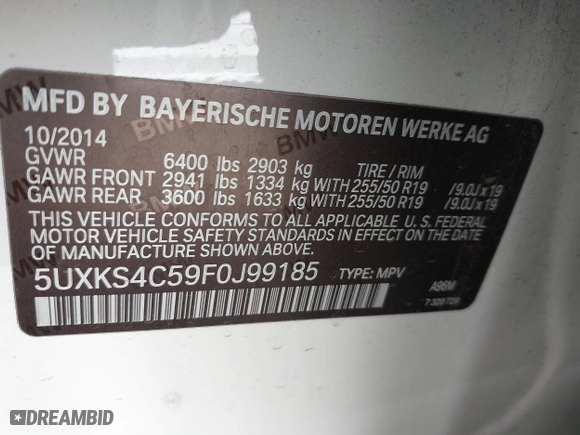 MFD BY BAYERISCHE MOTOREN WERKE AG
10/2014
GVWR 6400 lbs 2903 kg TIRE / RIM
GAWR FRONT 2941 lbs 1334 kg WITH 255/50 R19 /9.0J x 19
GAWR REAR 3600 lbs 1633 kg WITH 255/50 R19 /9.0J x 19
THIS VEHICLE CONFORMS TO ALL APPLICABLE U. S. FEDERAL
MOTOR VEHICLE SAFETY STANDARDS IN EFFECT ON THE DATE
OF MANUFACTURE SHOWN ABOVE.
5UXKS4C59F0J99185 TYPE: MPV A96M
7 320 729
DREAMBID